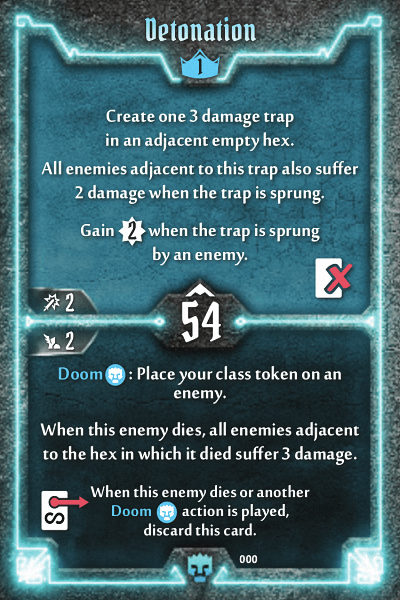 Detonation
1
Create one 3 damage trap
in an adjacent empty hex.
All enemies adjacent to this trap also suffer
2 damage when the trap is sprung.
Gain 2 when the trap is sprung
by an enemy.
2
54
2
Doom : Place your class token on an
enemy.
When this enemy dies, all enemies adjacent
to the hex in which it died suffer 3 damage.
When this enemy dies or another
Doom action is played,
discard this card.
S
000